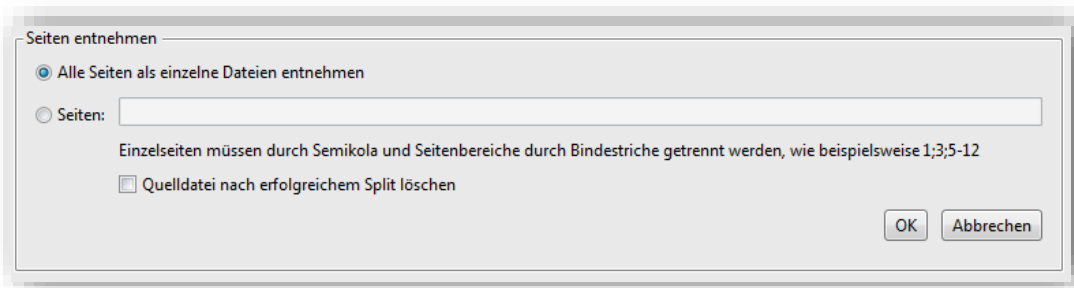 Seiten entnehmen
Alle Seiten als einzelne Dateien entnehmen
Seiten:
Einzelseiten müssen durch Semikola und Seitenbereiche durch Bindestriche getrennt werden, wie beispielsweise 1;3;5-12
Quelldatei nach erfolgreichem Split löschen
OK Abbrechen